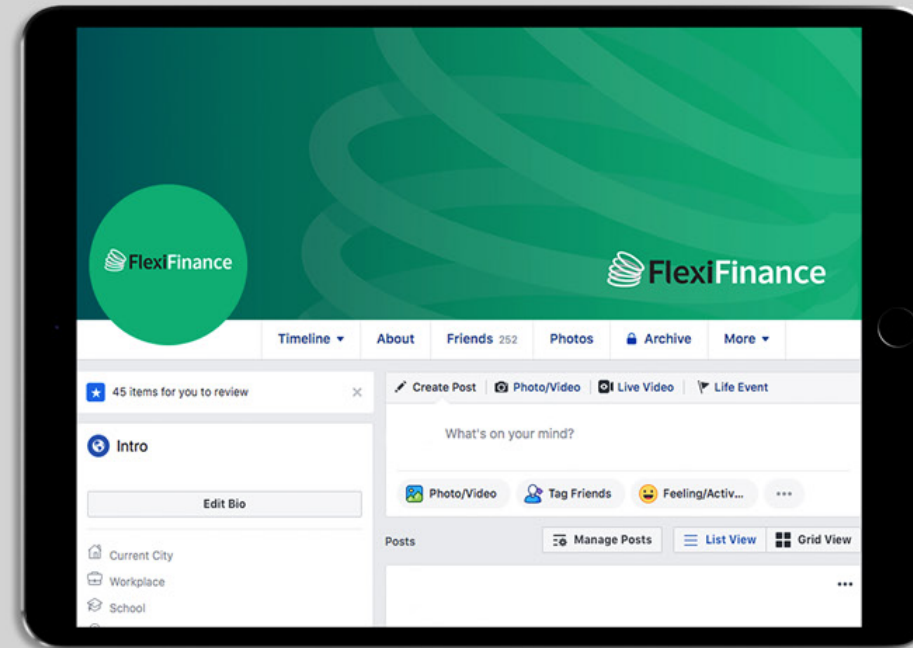 FlexiFinance
FlexiFinance
Timeline
About
Friends 252
Photos
Archive
More
45 items for you to review
Create Post
Photo/Video
Live Video
Life Event
What's on your mind?
Intro
Edit Bio
Photo/Video
Tag Friends
Feeling/Activ...
Posts
Manage Posts
List View
Grid View
Current City
Workplace
School